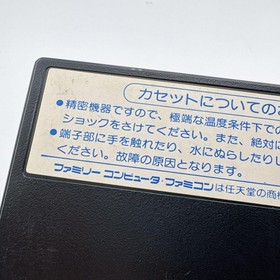 カセットについての
●精密機器ですので、極端な温度条件下で
ショックをさけてください。また、絶対に
●端子部に手を触れたり、水にぬらしたり
ください。故障の原因となります。
ファミリー コンピュータ・ファミコンは任天堂の商